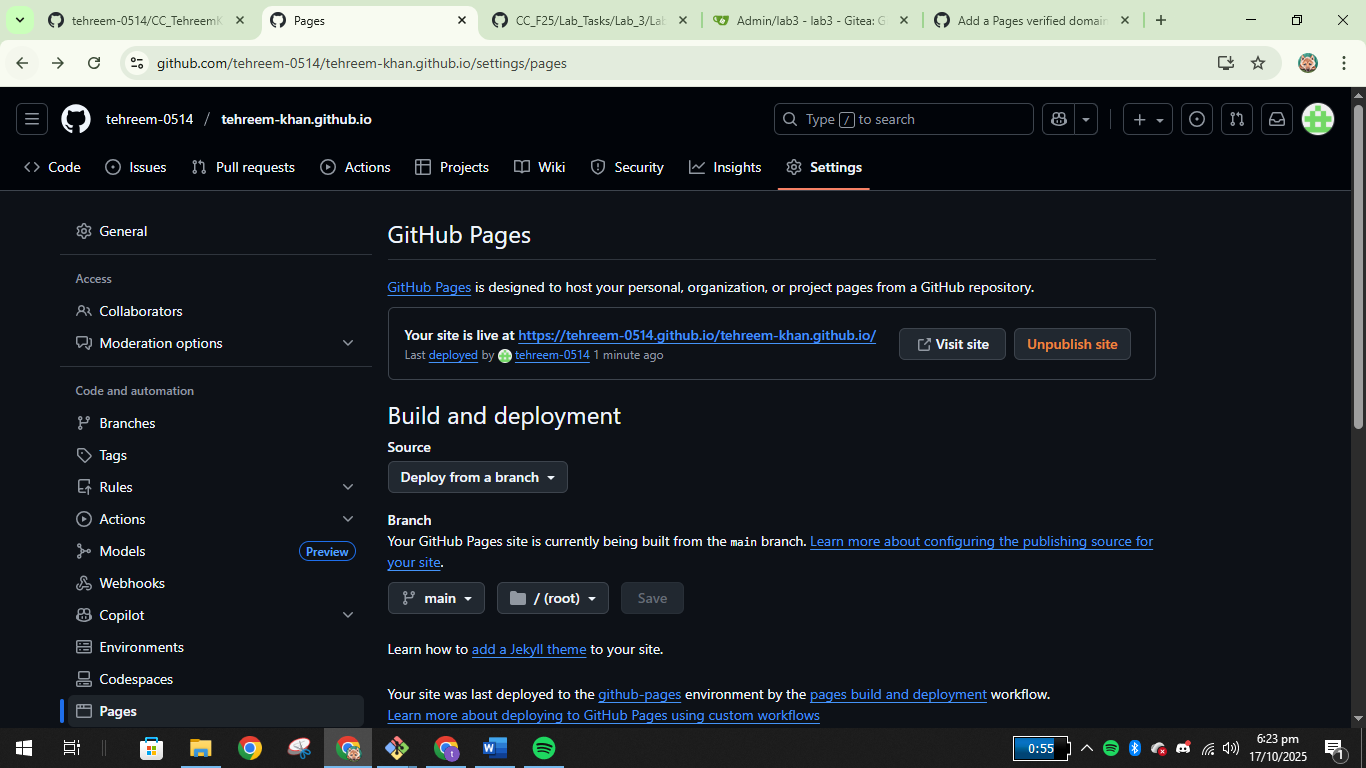 tehreem-0514/CC_TehreemK
Pages
CC_F25/Lab_Tasks/Lab_3/Lab
Admin/lab3 - lab3 - Gitea: G
Add a Pages verified domain
github.com/tehreem-0514/tehreem-khan.github.io/settings/pages
tehreem-0514 / tehreem-khan.github.io
Type / to search
Code
Issues
Pull requests
Actions
Projects
Wiki
Security
Insights
Settings
General
Access
Collaborators
Moderation options
Code and automation
Branches
Tags
Rules
Actions
Models Preview
Webhooks
Copilot
Environments
Codespaces
Pages
GitHub Pages
GitHub Pages is designed to host your personal, organization, or project pages from a GitHub repository.
Your site is live at https://tehreem-0514.github.io/tehreem-khan.github.io/
Last deployed by tehreem-0514 1 minute ago
Visit site
Unpublish site
Build and deployment
Source
Deploy from a branch
Branch
Your GitHub Pages site is currently being built from the main branch. Learn more about configuring the publishing source for
your site.
main
/ (root)
Save
Learn how to add a Jekyll theme to your site.
Your site was last deployed to the github-pages environment by the pages build and deployment workflow.
Learn more about deploying to GitHub Pages using custom workflows
0:55
6:23 pm
17/10/2025
1